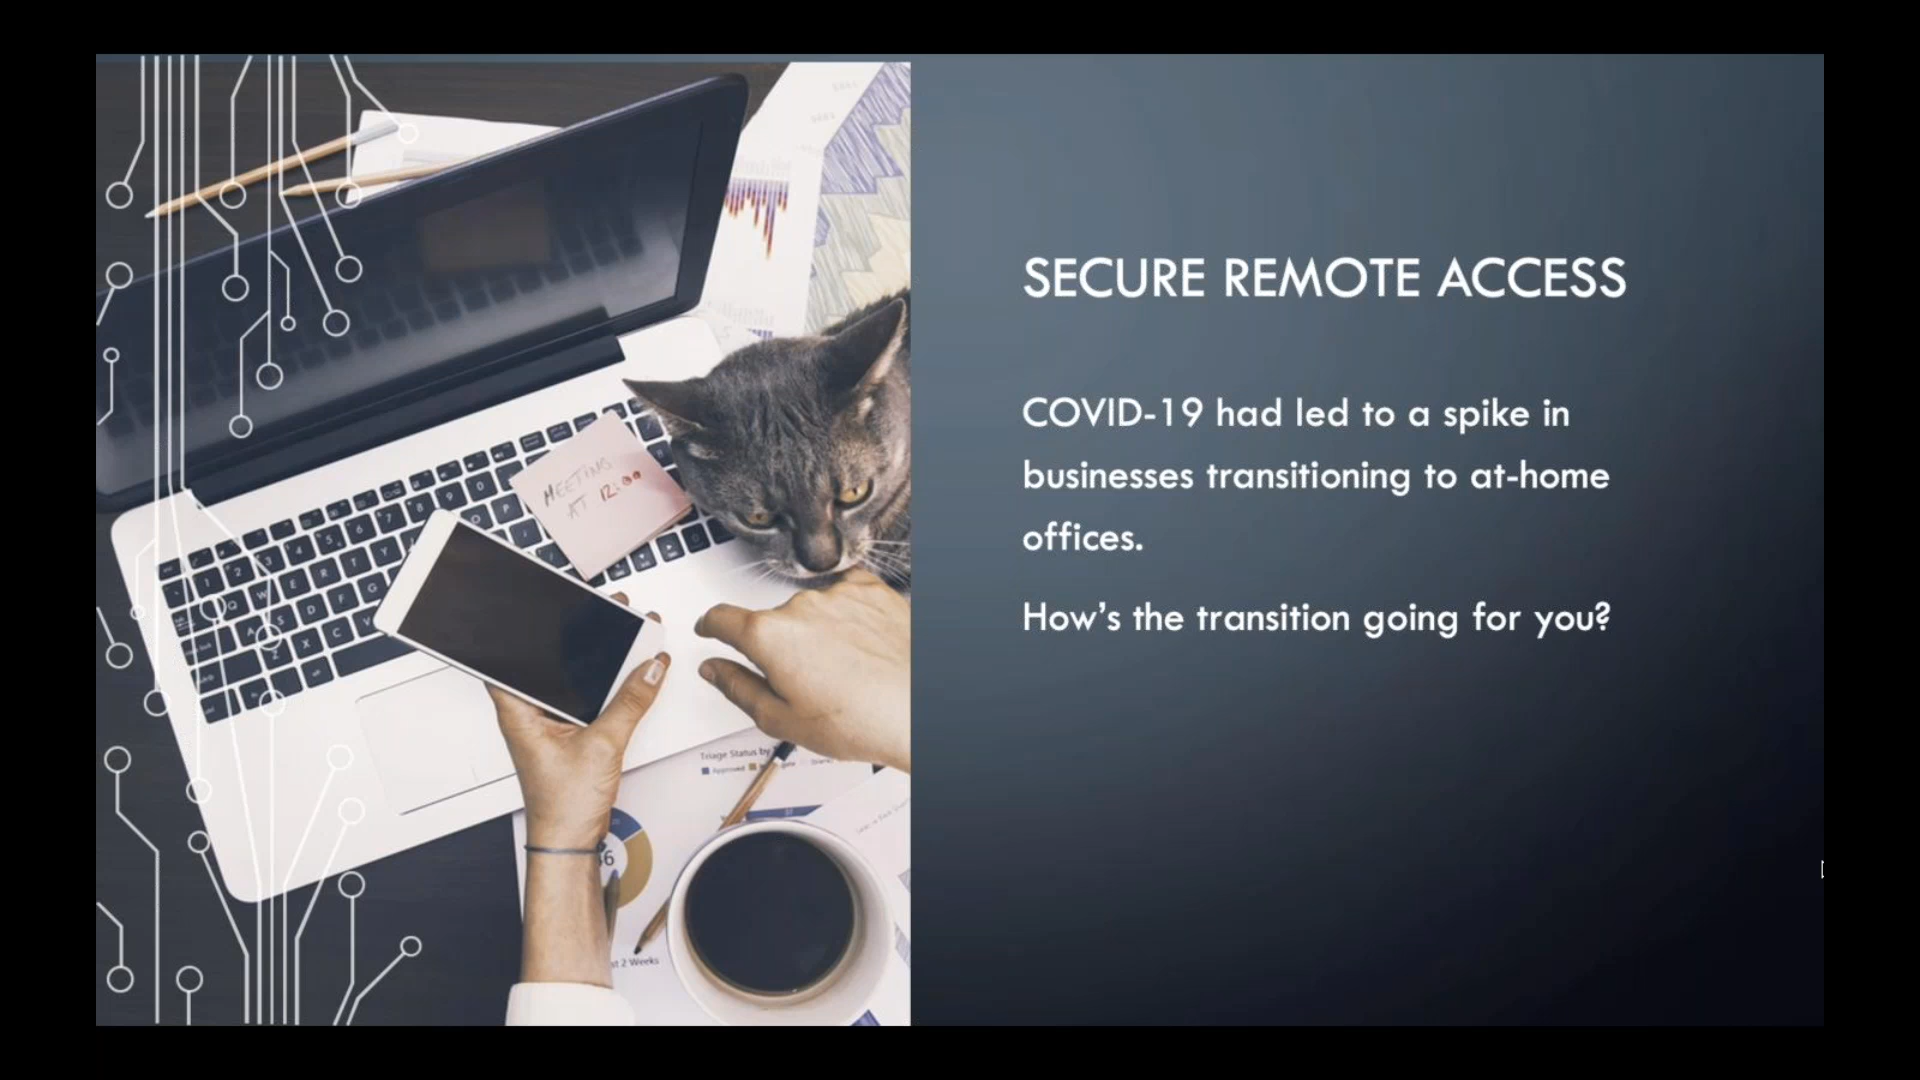 SECURE REMOTE ACCESS
COVID-19 had led to a spike in
businesses transitioning to at-home
offices.
How's the transition going for you?
MEETING
AT 12:00
Triage Status by
Approved
st 2 Weeks